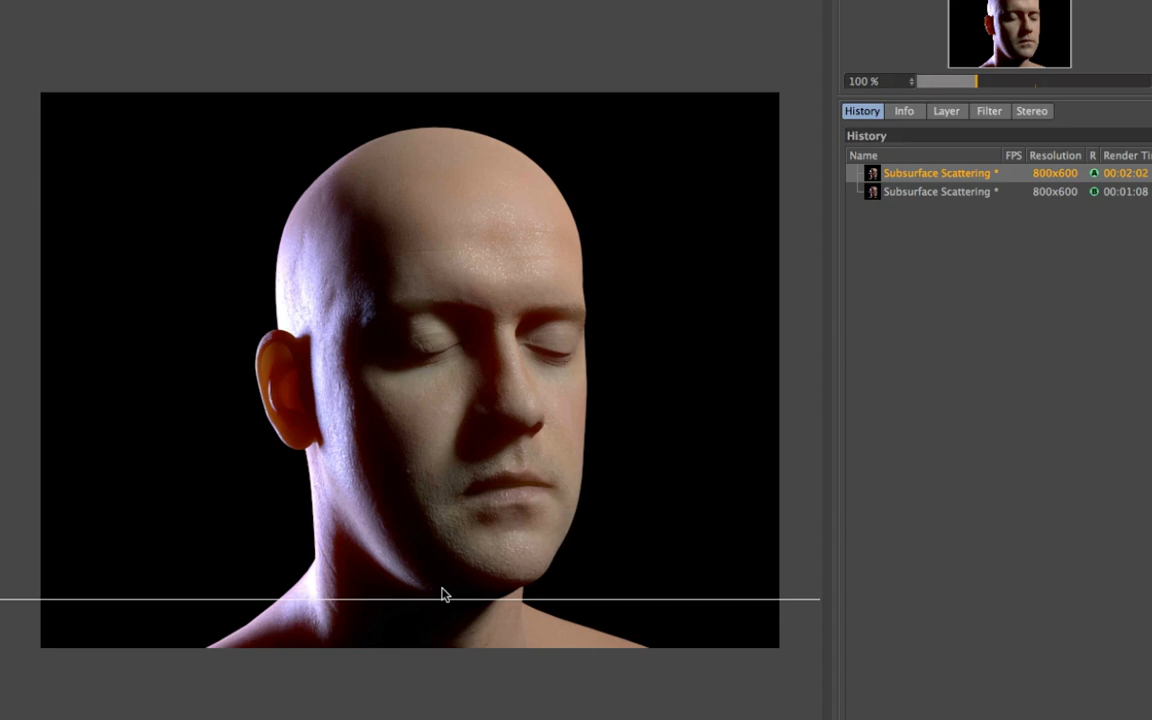 100 %
History Info Layer Filter Stereo
History
Name FPS Resolution R Render Ti
Subsurface Scattering * 800x600 A 00:02:02
Subsurface Scattering * 800x600 B 00:01:08